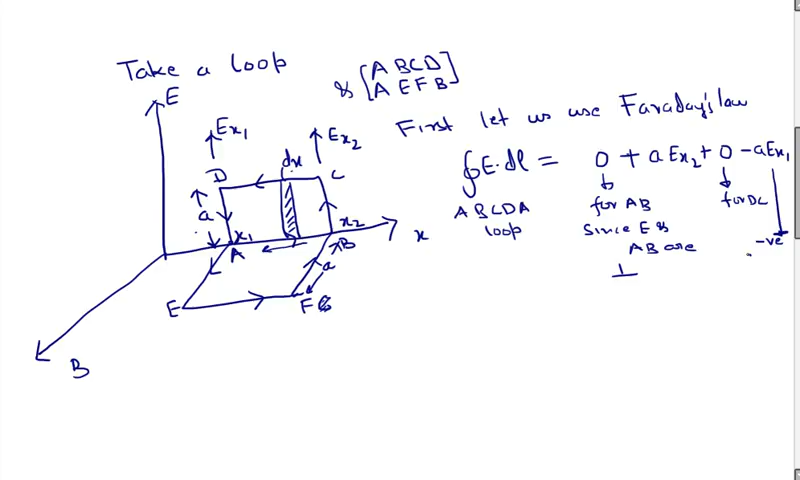 Take a loop
& [ABCD]
[AEFB]
First let us use Faraday's law
∮E.dl = 0 + aEx2 + 0 - aEx1
ABCDA
loop
for AB
since E &
AB are
⊥
for DC
-ve
E
Ex1
Ex2
D
dx
C
a
x1
x2
A
B
x
a
E
F
B